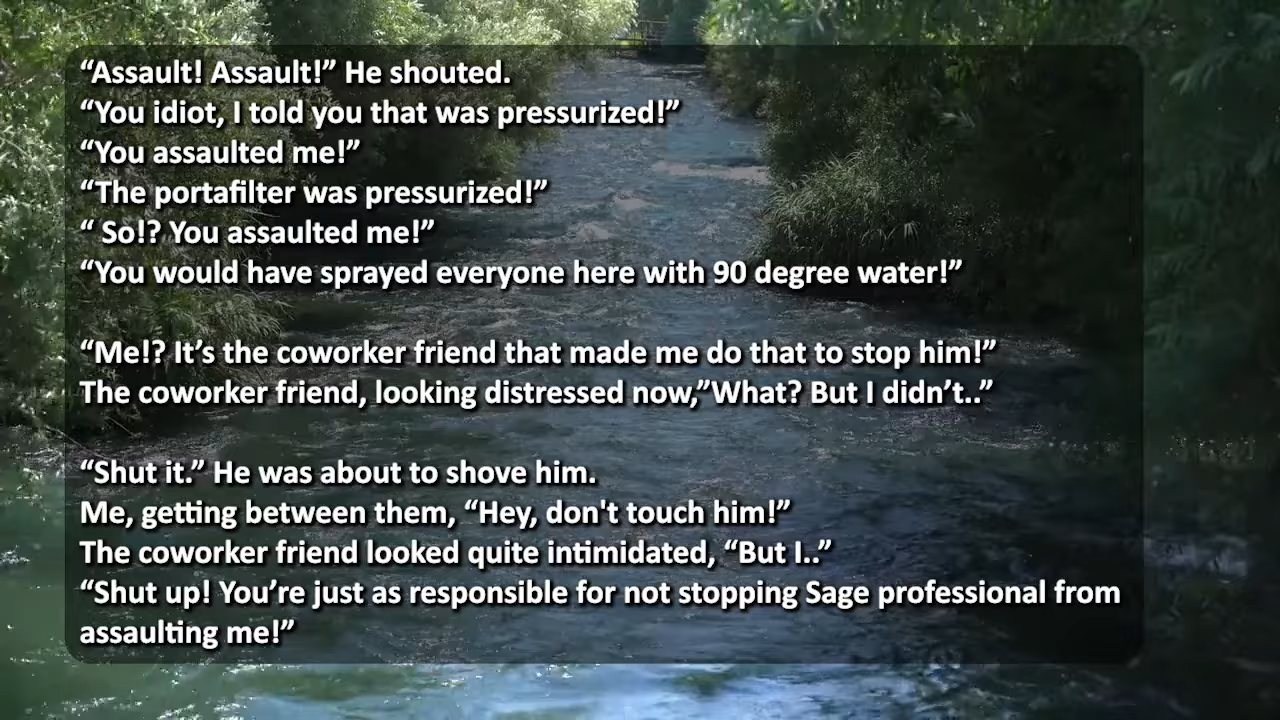 “Assault! Assault!” He shouted.
“You idiot, I told you that was pressurized!”
“You assaulted me!”
“The portafilter was pressurized!”
“ So!? You assaulted me!”
“You would have sprayed everyone here with 90 degree water!”
“Me!? It’s the coworker friend that made me do that to stop him!”
The coworker friend, looking distressed now,”What? But I didn’t..”
“Shut it.” He was about to shove him.
Me, getting between them, “Hey, don't touch him!”
The coworker friend looked quite intimidated, “But I..”
“Shut up! You’re just as responsible for not stopping Sage professional from
assaulting me!”